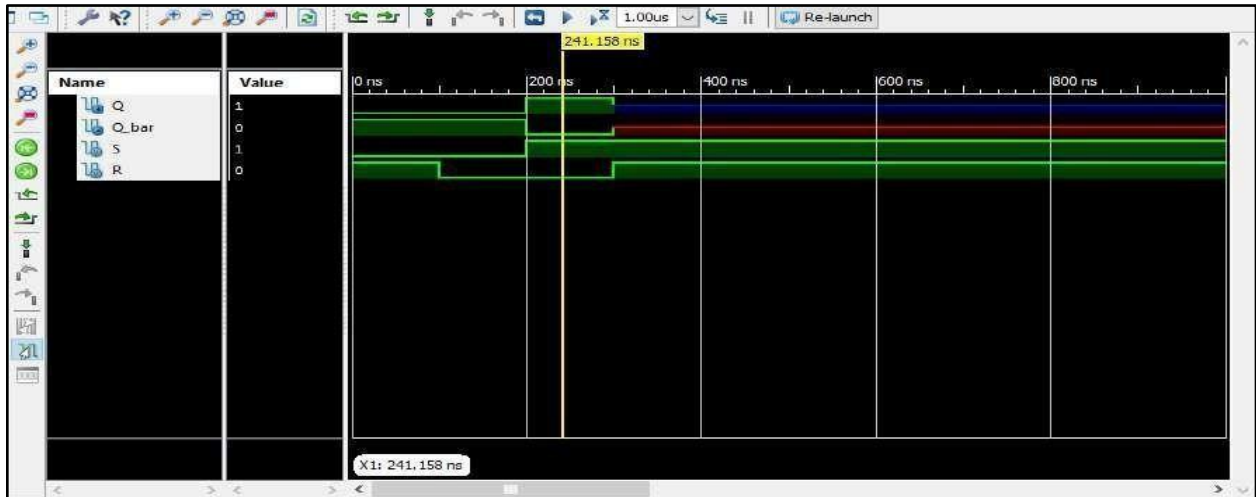 1.00us
Re-launch
241.158 ns
Name
Value
0 ns
200 ns
400 ns
600 ns
800 ns
Q
1
Q_bar
0
S
1
R
0
X1: 241.158 ns